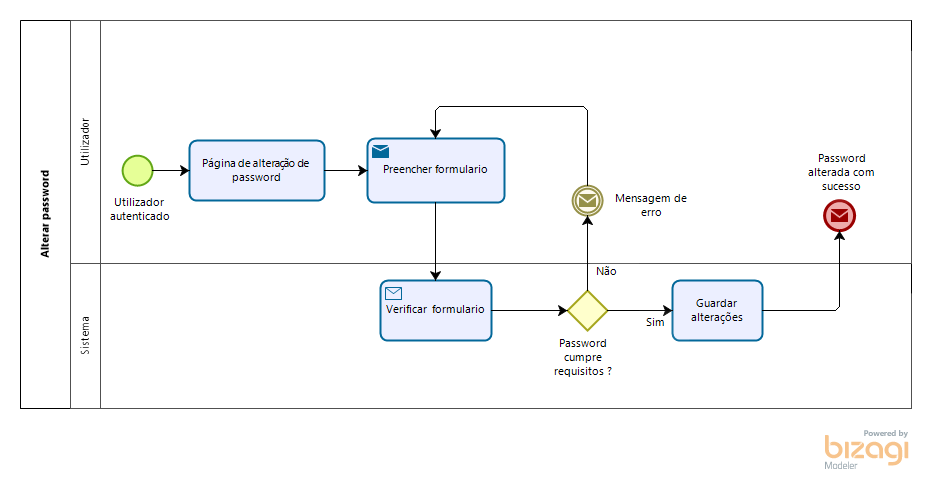 Alterar password
Utilizador
Utilizador
autenticado
Página de alteração de
password
Preencher formulario
Mensagem de
erro
Password
alterada com
sucesso
Sistema
Verificar formulario
Não
Password
cumpre
requisitos ?
Sim
Guardar
alterações
Powered by
bizagi
Modeler